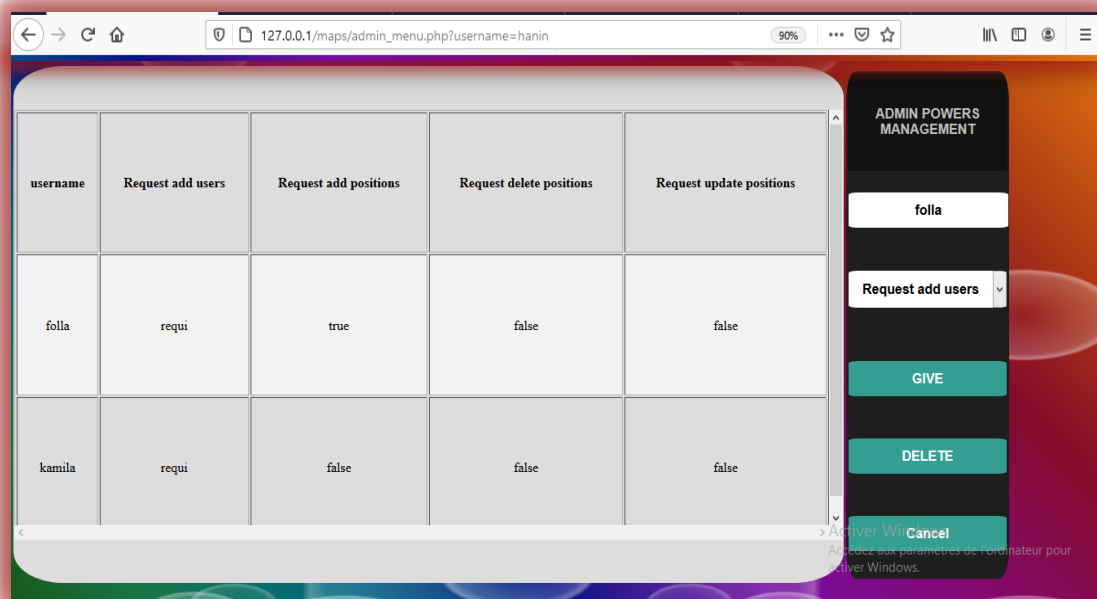 127.0.0.1/maps/admin_menu.php?username=hanin
90%
username Request add users Request add positions Request delete positions Request update positions
folla requi true false false
kamila requi false false false
ADMIN POWERS
MANAGEMENT
folla
Request add users
GIVE
DELETE
Cancel
Activer Windows
Accédez aux paramètres de l'ordinateur pour
activer Windows.